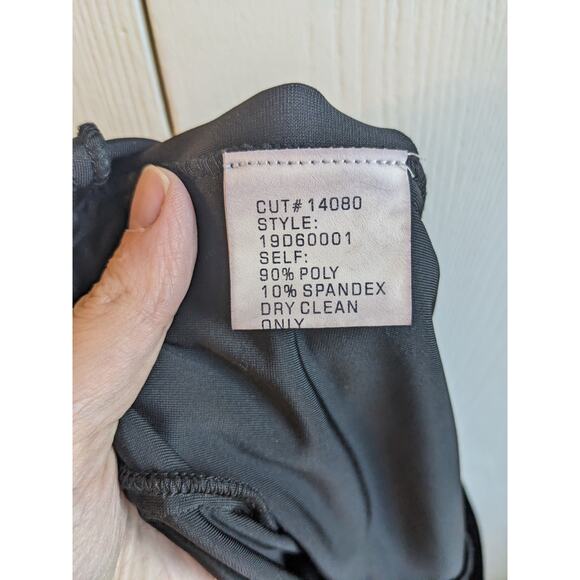 CUT# 14080
STYLE:
19D60001
SELF:
90% POLY
10% SPANDEX
DRY CLEAN
ONLY